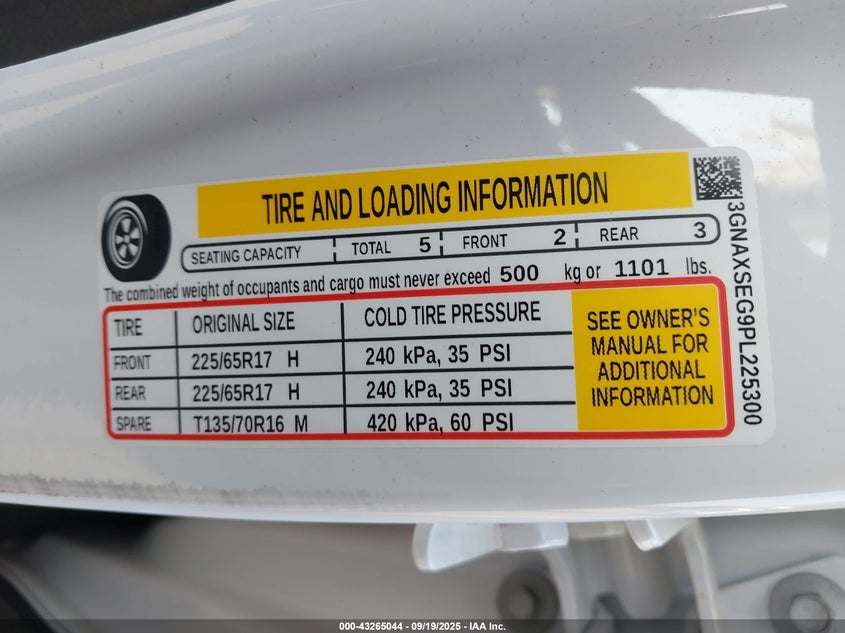 TIRE AND LOADING INFORMATION
SEATING CAPACITY TOTAL 5 FRONT 2 REAR 3
The combined weight of occupants and cargo must never exceed 500 kg or 1101 lbs.
TIRE ORIGINAL SIZE COLD TIRE PRESSURE
FRONT 225/65R17 H 240 kPa, 35 PSI
REAR 225/65R17 H 240 kPa, 35 PSI
SPARE T135/70R16 M 420 kPa, 60 PSI
SEE OWNER'S
MANUAL FOR
ADDITIONAL
INFORMATION
3GNAXSEG9PL225300
000-43265044 - 09/19/2025 - IAA Inc.